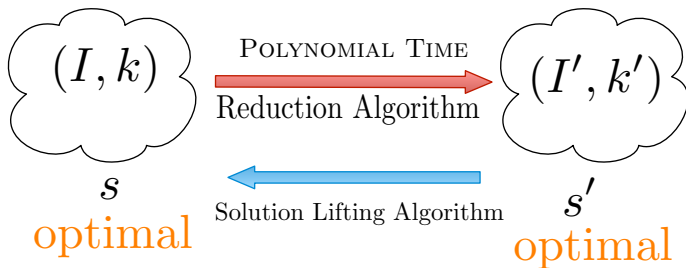 (I, k)
POLYNOMIAL TIME
Reduction Algorithm
(I′, k′)
s
optimal
Solution Lifting Algorithm
s′
optimal